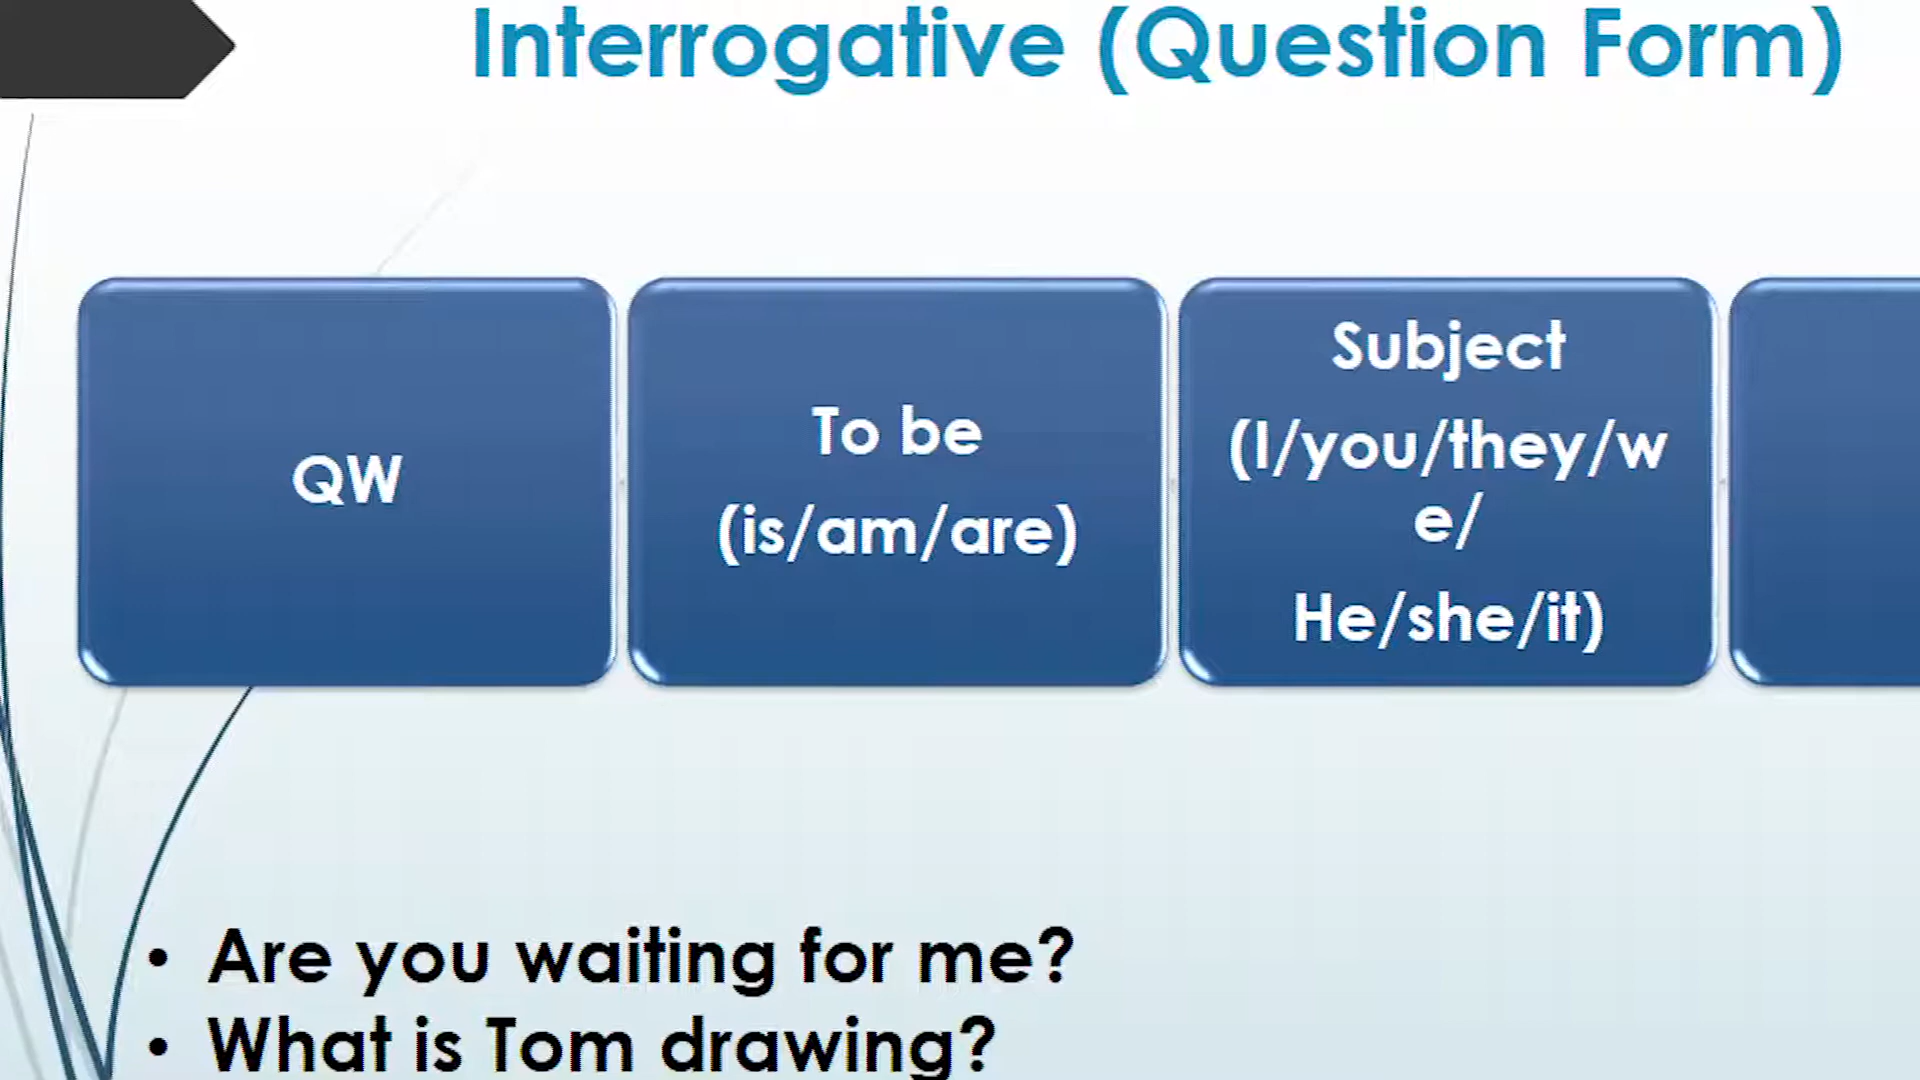 Interrogative (Question Form)
QW
To be
(is/am/are)
Subject
(I/you/they/w
e/
He/she/it)
• Are you waiting for me?
• What is Tom drawing?